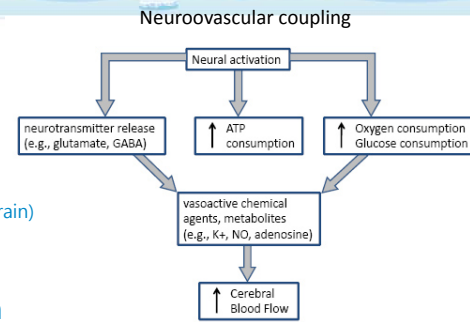 Neuroovascular coupling
Neural activation
neurotransmitter release
(e.g., glutamate, GABA)
ATP
consumption
Oxygen consumption
Glucose consumption
rain)
vasoactive chemical
agents, metabolites
(e.g., K+, NO, adenosine)
Cerebral
Blood Flow